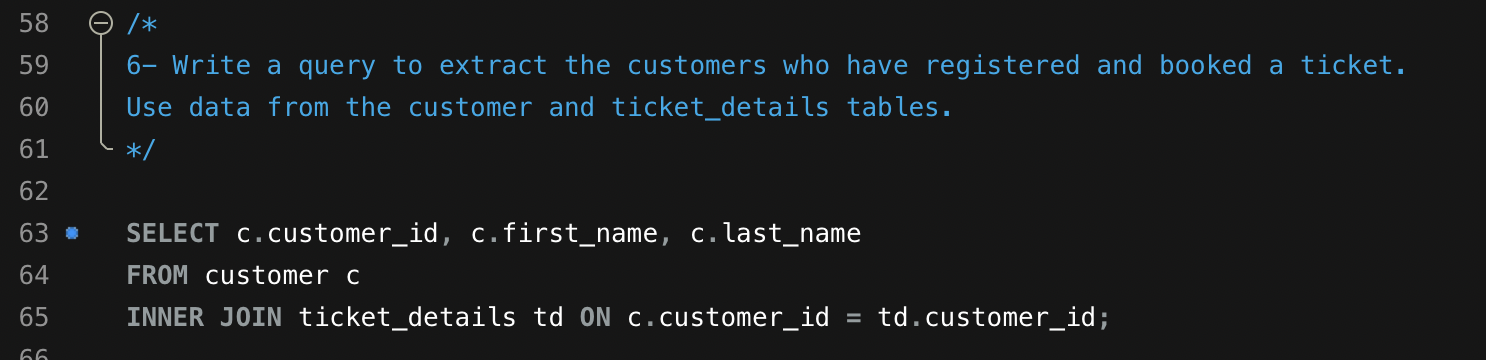 58 /*
59 6- Write a query to extract the customers who have registered and booked a ticket.
60 Use data from the customer and ticket_details tables.
61 */
62
63 SELECT c.customer_id, c.first_name, c.last_name
64 FROM customer c
65 INNER JOIN ticket_details td ON c.customer_id = td.customer_id;
66